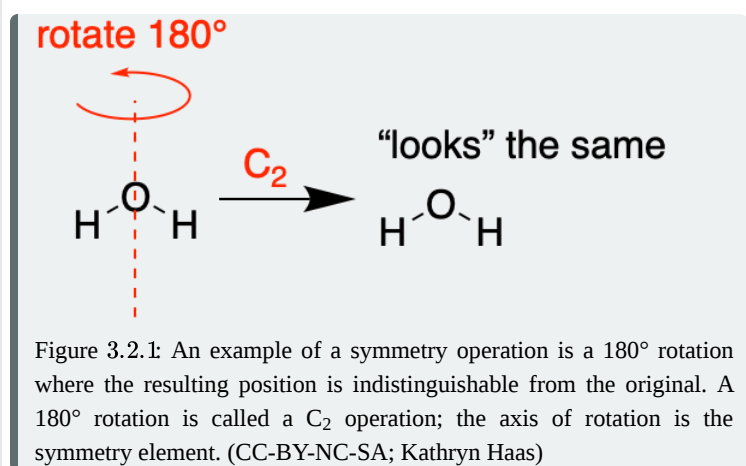 rotate 180°
"looks" the same
C₂
H O H
H O H
Figure 3.2.1: An example of a symmetry operation is a 180° rotation
where the resulting position is indistinguishable from the original. A
180° rotation is called a C₂ operation; the axis of rotation is the
symmetry element. (CC-BY-NC-SA; Kathryn Haas)